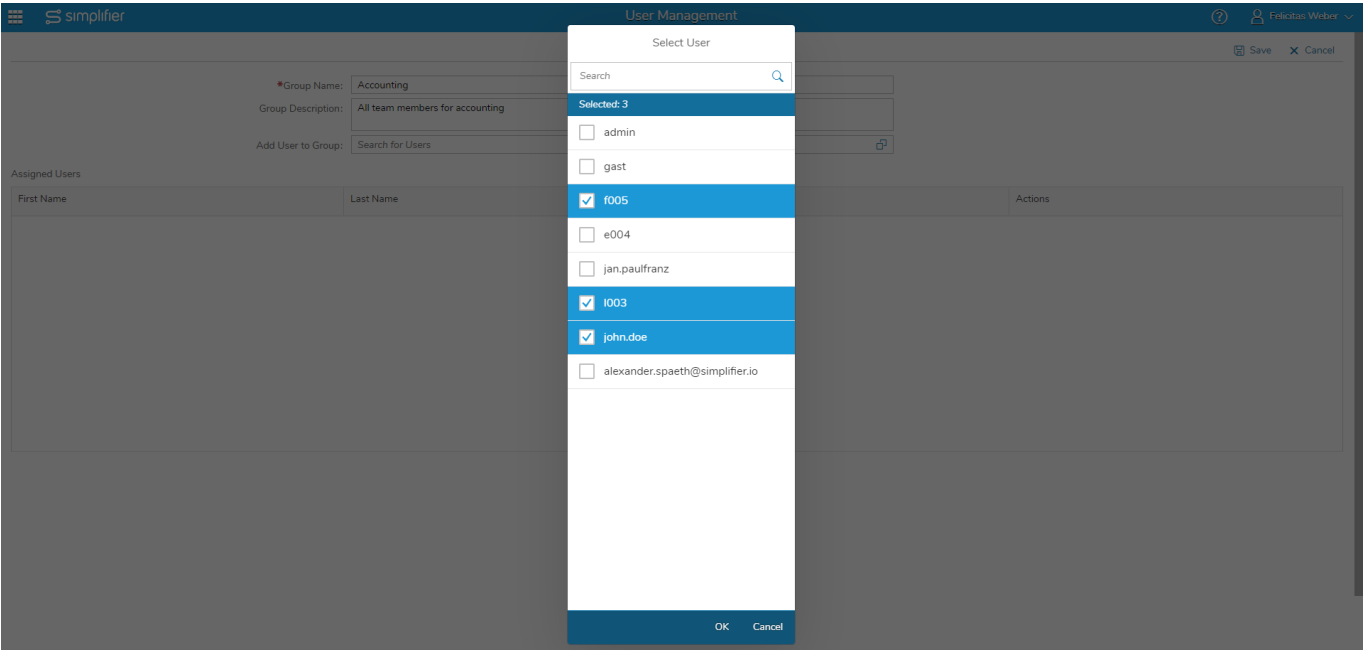 simplifier
User Management
Felicitas Weber
Save
Cancel
*Group Name:
Accounting
Group Description:
All team members for accounting
Add User to Group:
Search for Users
Assigned Users
First Name
Last Name
Actions
Select User
Search
Selected: 3
admin
gast
f005
e004
jan.paulfranz
l003
john.doe
alexander.spaeth@simplifier.io
OK
Cancel